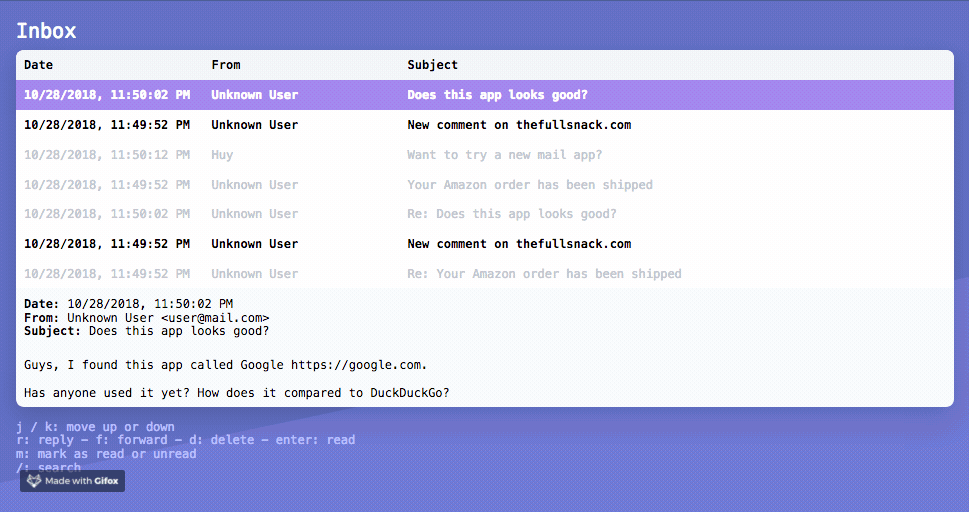 Inbox
Date From Subject
10/28/2018, 11:50:02 PM Unknown User Does this app looks good?
10/28/2018, 11:49:52 PM Unknown User New comment on thefullsnack.com
10/28/2018, 11:50:12 PM Huy Want to try a new mail app?
10/28/2018, 11:49:52 PM Unknown User Your Amazon order has been shipped
10/28/2018, 11:50:02 PM Unknown User Re: Does this app looks good?
10/28/2018, 11:49:52 PM Unknown User New comment on thefullsnack.com
10/28/2018, 11:49:52 PM Unknown User Re: Your Amazon order has been shipped
Date: 10/28/2018, 11:50:02 PM
From: Unknown User <user@mail.com>
Subject: Does this app looks good?
Guys, I found this app called Google https://google.com.
Has anyone used it yet? How does it compared to DuckDuckGo?
j / k: move up or down
r: reply - f: forward - d: delete - enter: read
m: mark as read or unread
/: search
Made with Gifox